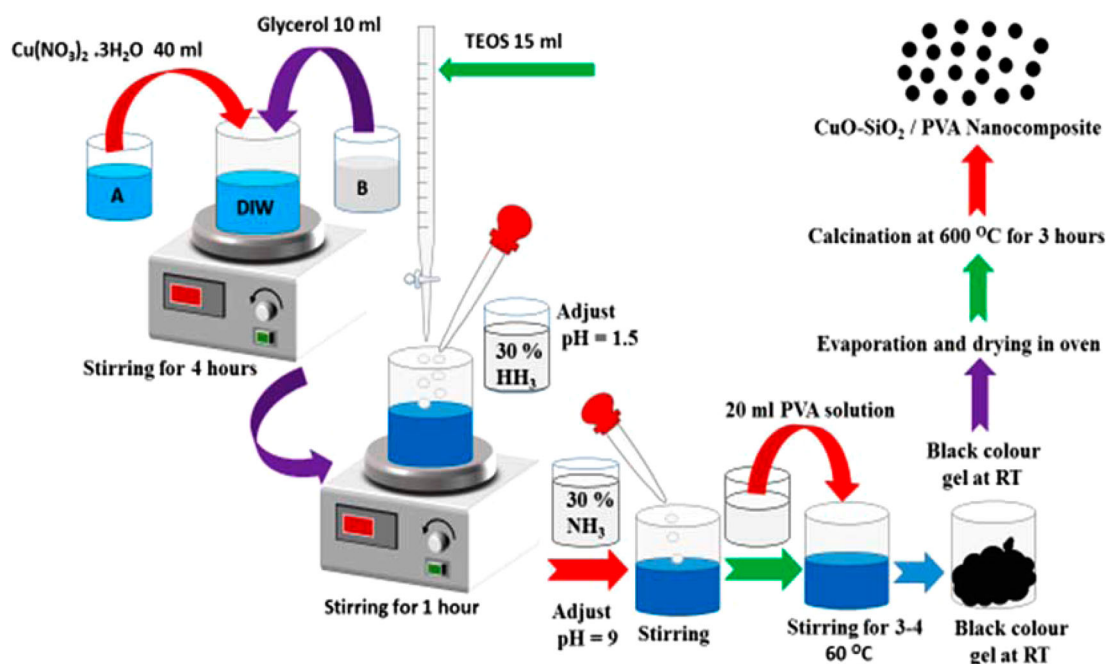 Glycerol 10 ml
Cu(NO₃)₂ .3H₂O 40 ml
TEOS 15 ml
A
DIW
B
Stirring for 4 hours
30 %
HH₃
Adjust
pH = 1.5
Stirring for 1 hour
30 %
NH₃
Adjust
pH = 9
Stirring
20 ml PVA solution
Stirring for 3-4
60 ⁰C
Black colour
gel at RT
Black colour
gel at RT
Evaporation and drying in oven
Calcination at 600 ⁰C for 3 hours
CuO-SiO₂ / PVA Nanocomposite